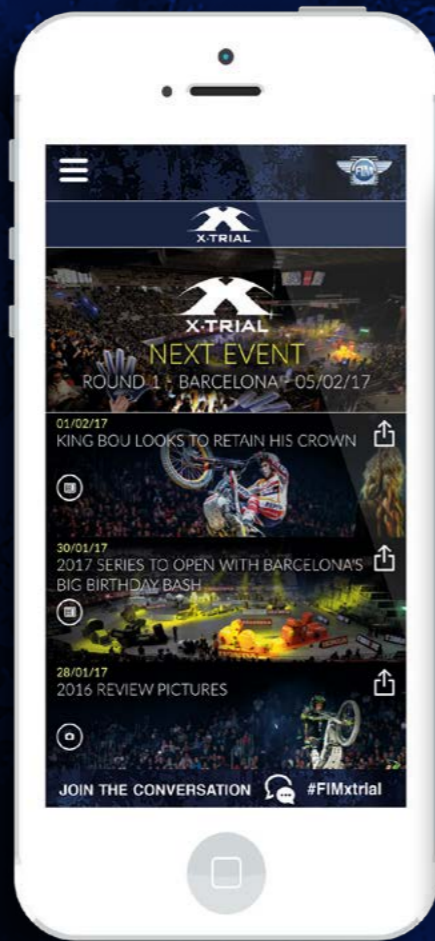 FIM
X-TRIAL
X-TRIAL
NEXT EVENT
ROUND 1 - BARCELONA - 05/02/17
01/02/17
KING BOU LOOKS TO RETAIN HIS CROWN
30/01/17
2017 SERIES TO OPEN WITH BARCELONA'S
BIG BIRTHDAY BASH
28/01/17
2016 REVIEW PICTURES
JOIN THE CONVERSATION
#FIMxtrial